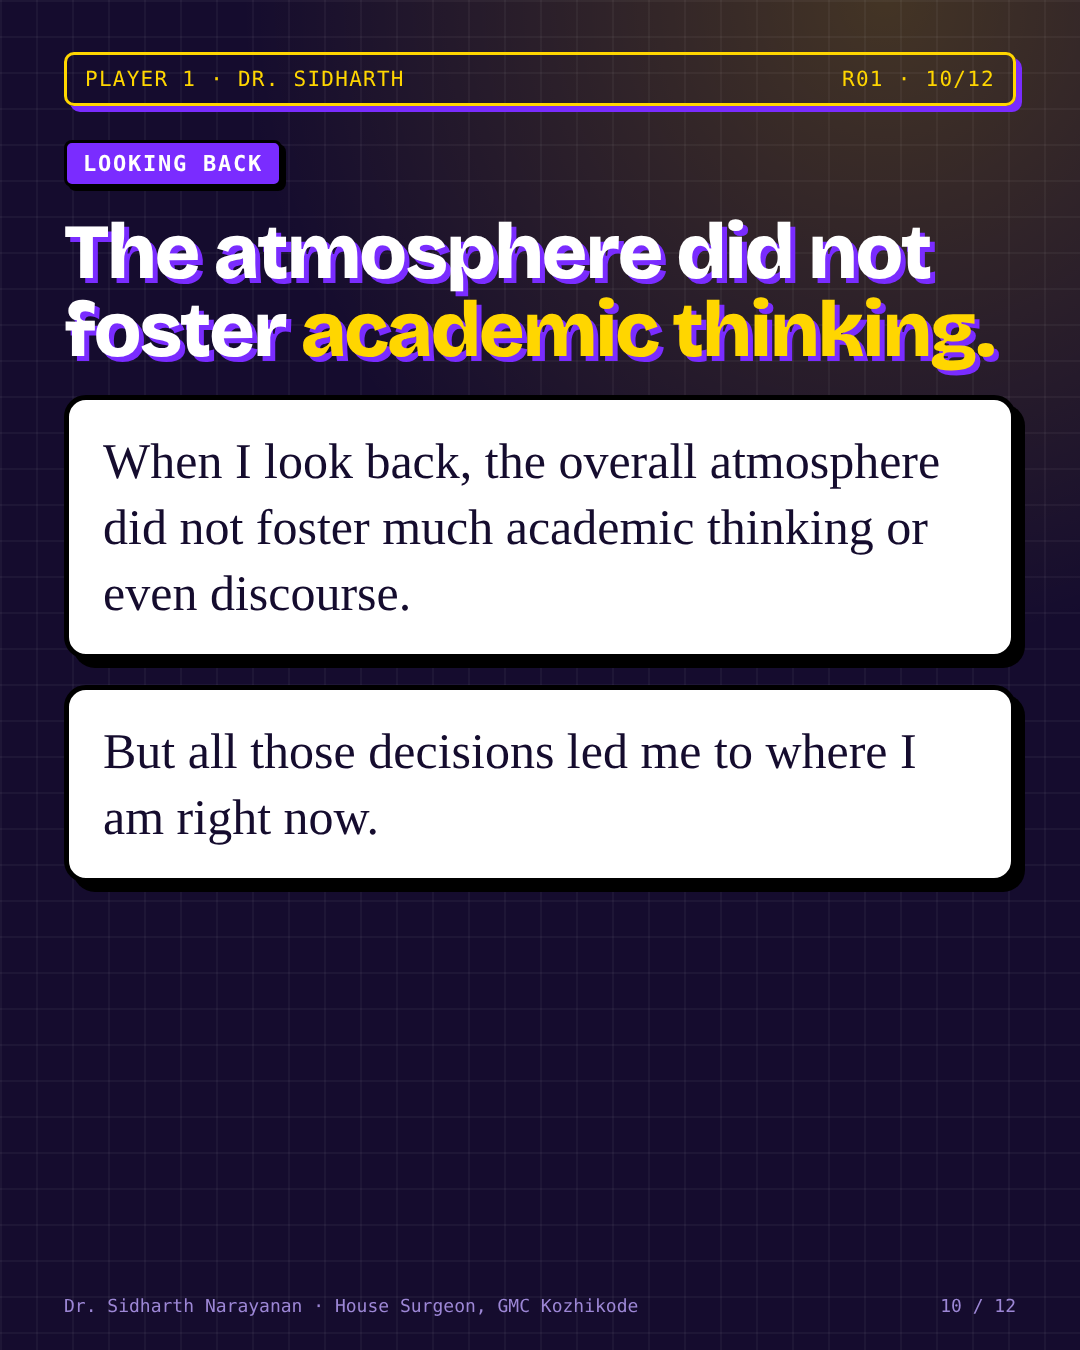 PLAYER 1 · DR. SIDHARTH
R01 · 10/12
LOOKING BACK
The atmosphere did not
foster academic thinking.
When I look back, the overall atmosphere
did not foster much academic thinking or
even discourse.
But all those decisions led me to where I
am right now.
Dr. Sidharth Narayanan · House Surgeon, GMC Kozhikode
10 / 12